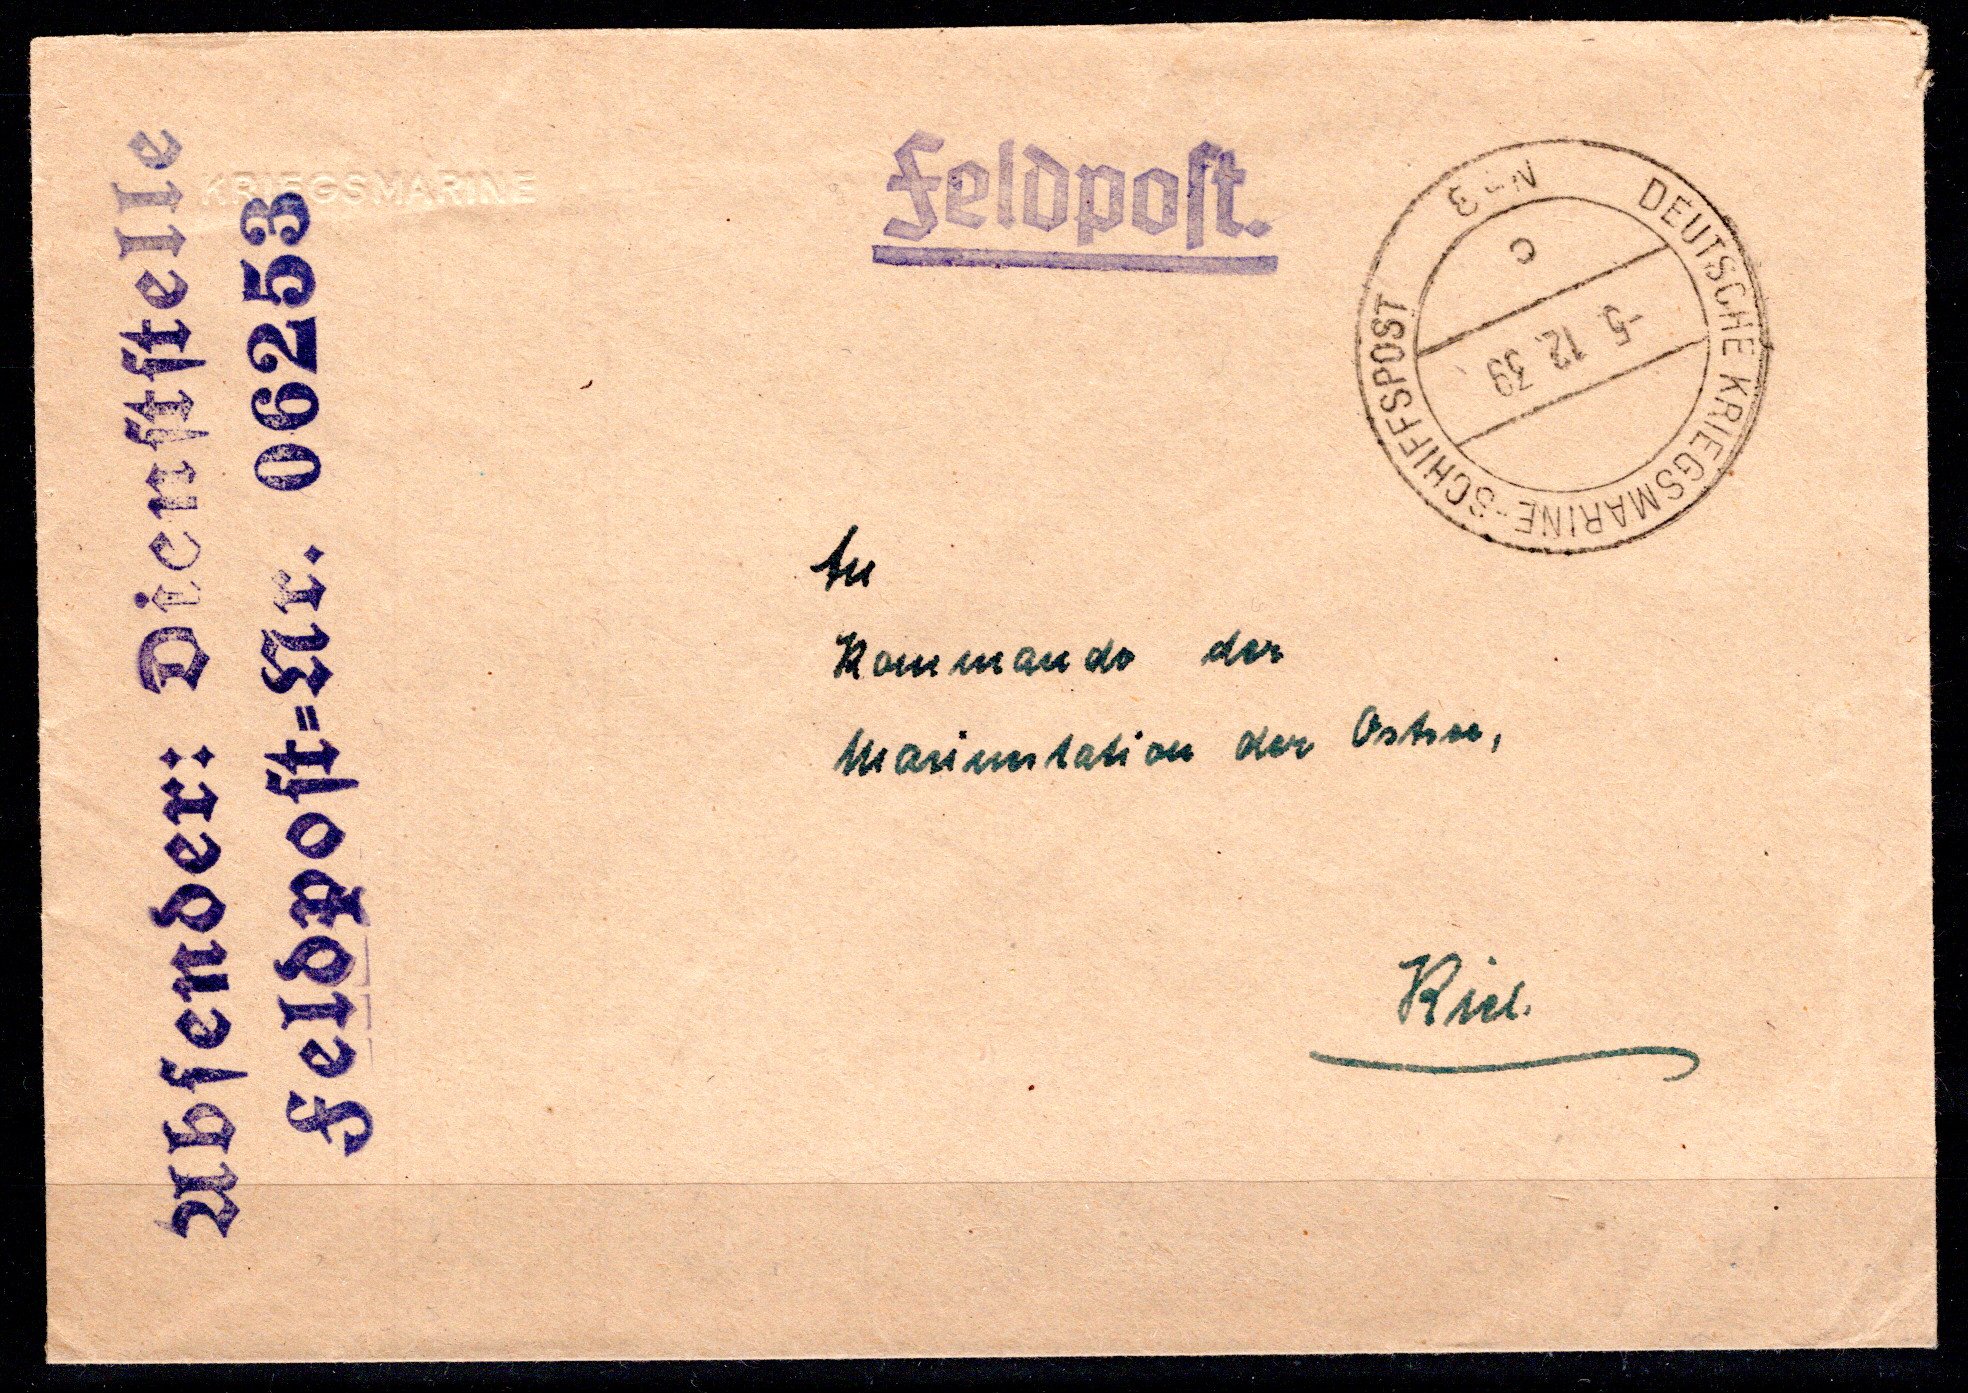 KRIEGSMARINE
Absender: Dienststelle
Feldpost=Nr. 06253
Feldpost.
DEUTSCHE KRIEGSMARINE-SCHIFFSPOST
c
-5. 12. 39
An
Kommando der
Marinestation der Ostsee,
Kiel.